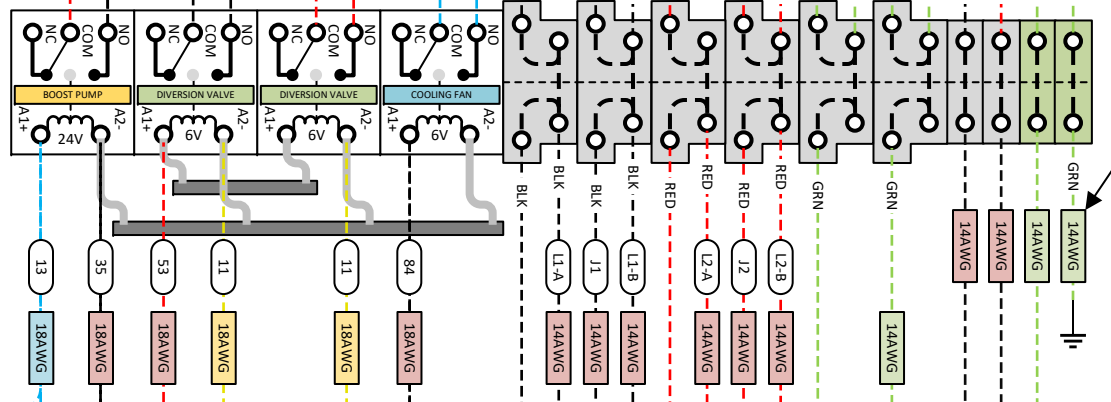 NC COM NO NC COM NO NC COM NO NC COM NO
BOOST PUMP DIVERSION VALVE DIVERSION VALVE COOLING FAN
A1+ A2- A1+ A2- A1+ A2- A1+ A2-
24V 6V 6V 6V
BLK BLK BLK BLK RED RED RED RED GRN GRN GRN
14AWG 14AWG 14AWG 14AWG
13 35 53 11 11 84 L1-A J1 L1-B L2-A J2 L2-B
18AWG 18AWG 18AWG 18AWG 18AWG 18AWG 14AWG 14AWG 14AWG 14AWG 14AWG 14AWG 14AWG